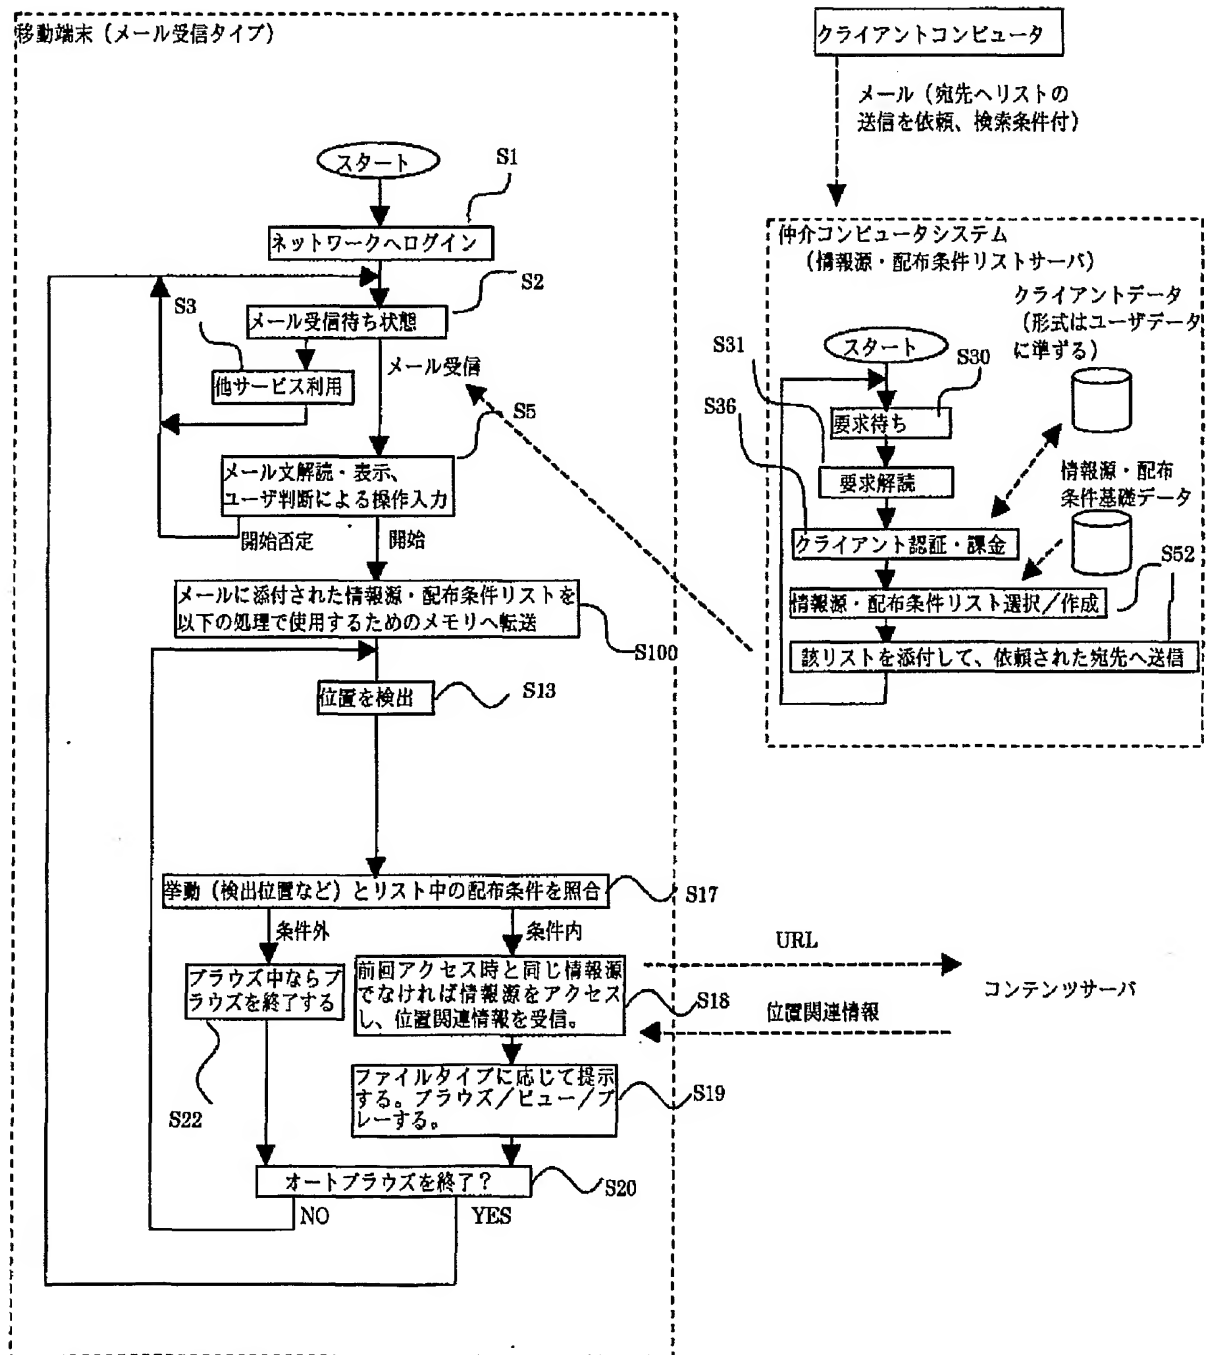 移動端末（メール受信タイプ）
スタート
S1
ネットワークへログイン
S2
S3
メール受信待ち状態
メール受信
他サービス利用
S5
メール文解読・表示、
ユーザ判断による操作入力
開始否定
開始
メールに添付された情報源・配布条件リストを
以下の処理で使用するためのメモリへ転送
S100
位置を検出
S13
挙動（検出位置など）とリスト中の配布条件を照合
S17
条件外
条件内
ブラウズ中ならブ
ラウズを終了する
S22
前回アクセス時と同じ情報源
でなければ情報源をアクセス
し、位置関連情報を受信。
S18
ファイルタイプに応じて提示
する。ブラウズ／ビュー／プ
レーする。
S19
オートブラウズを終了？
S20
NO
YES
クライアントコンピュータ
メール（宛先へリストの
送信を依頼、検索条件付）
仲介コンピュータシステム
（情報源・配布条件リストサーバ）
クライアントデータ
（形式はユーザデータ
に準ずる）
スタート
S31
S30
S36
要求待ち
要求解読
情報源・配布
条件基礎データ
クライアント認証・課金
S52
情報源・配布条件リスト選択／作成
該リストを添付して、依頼された宛先へ送信
URL
コンテンツサーバ
位置関連情報